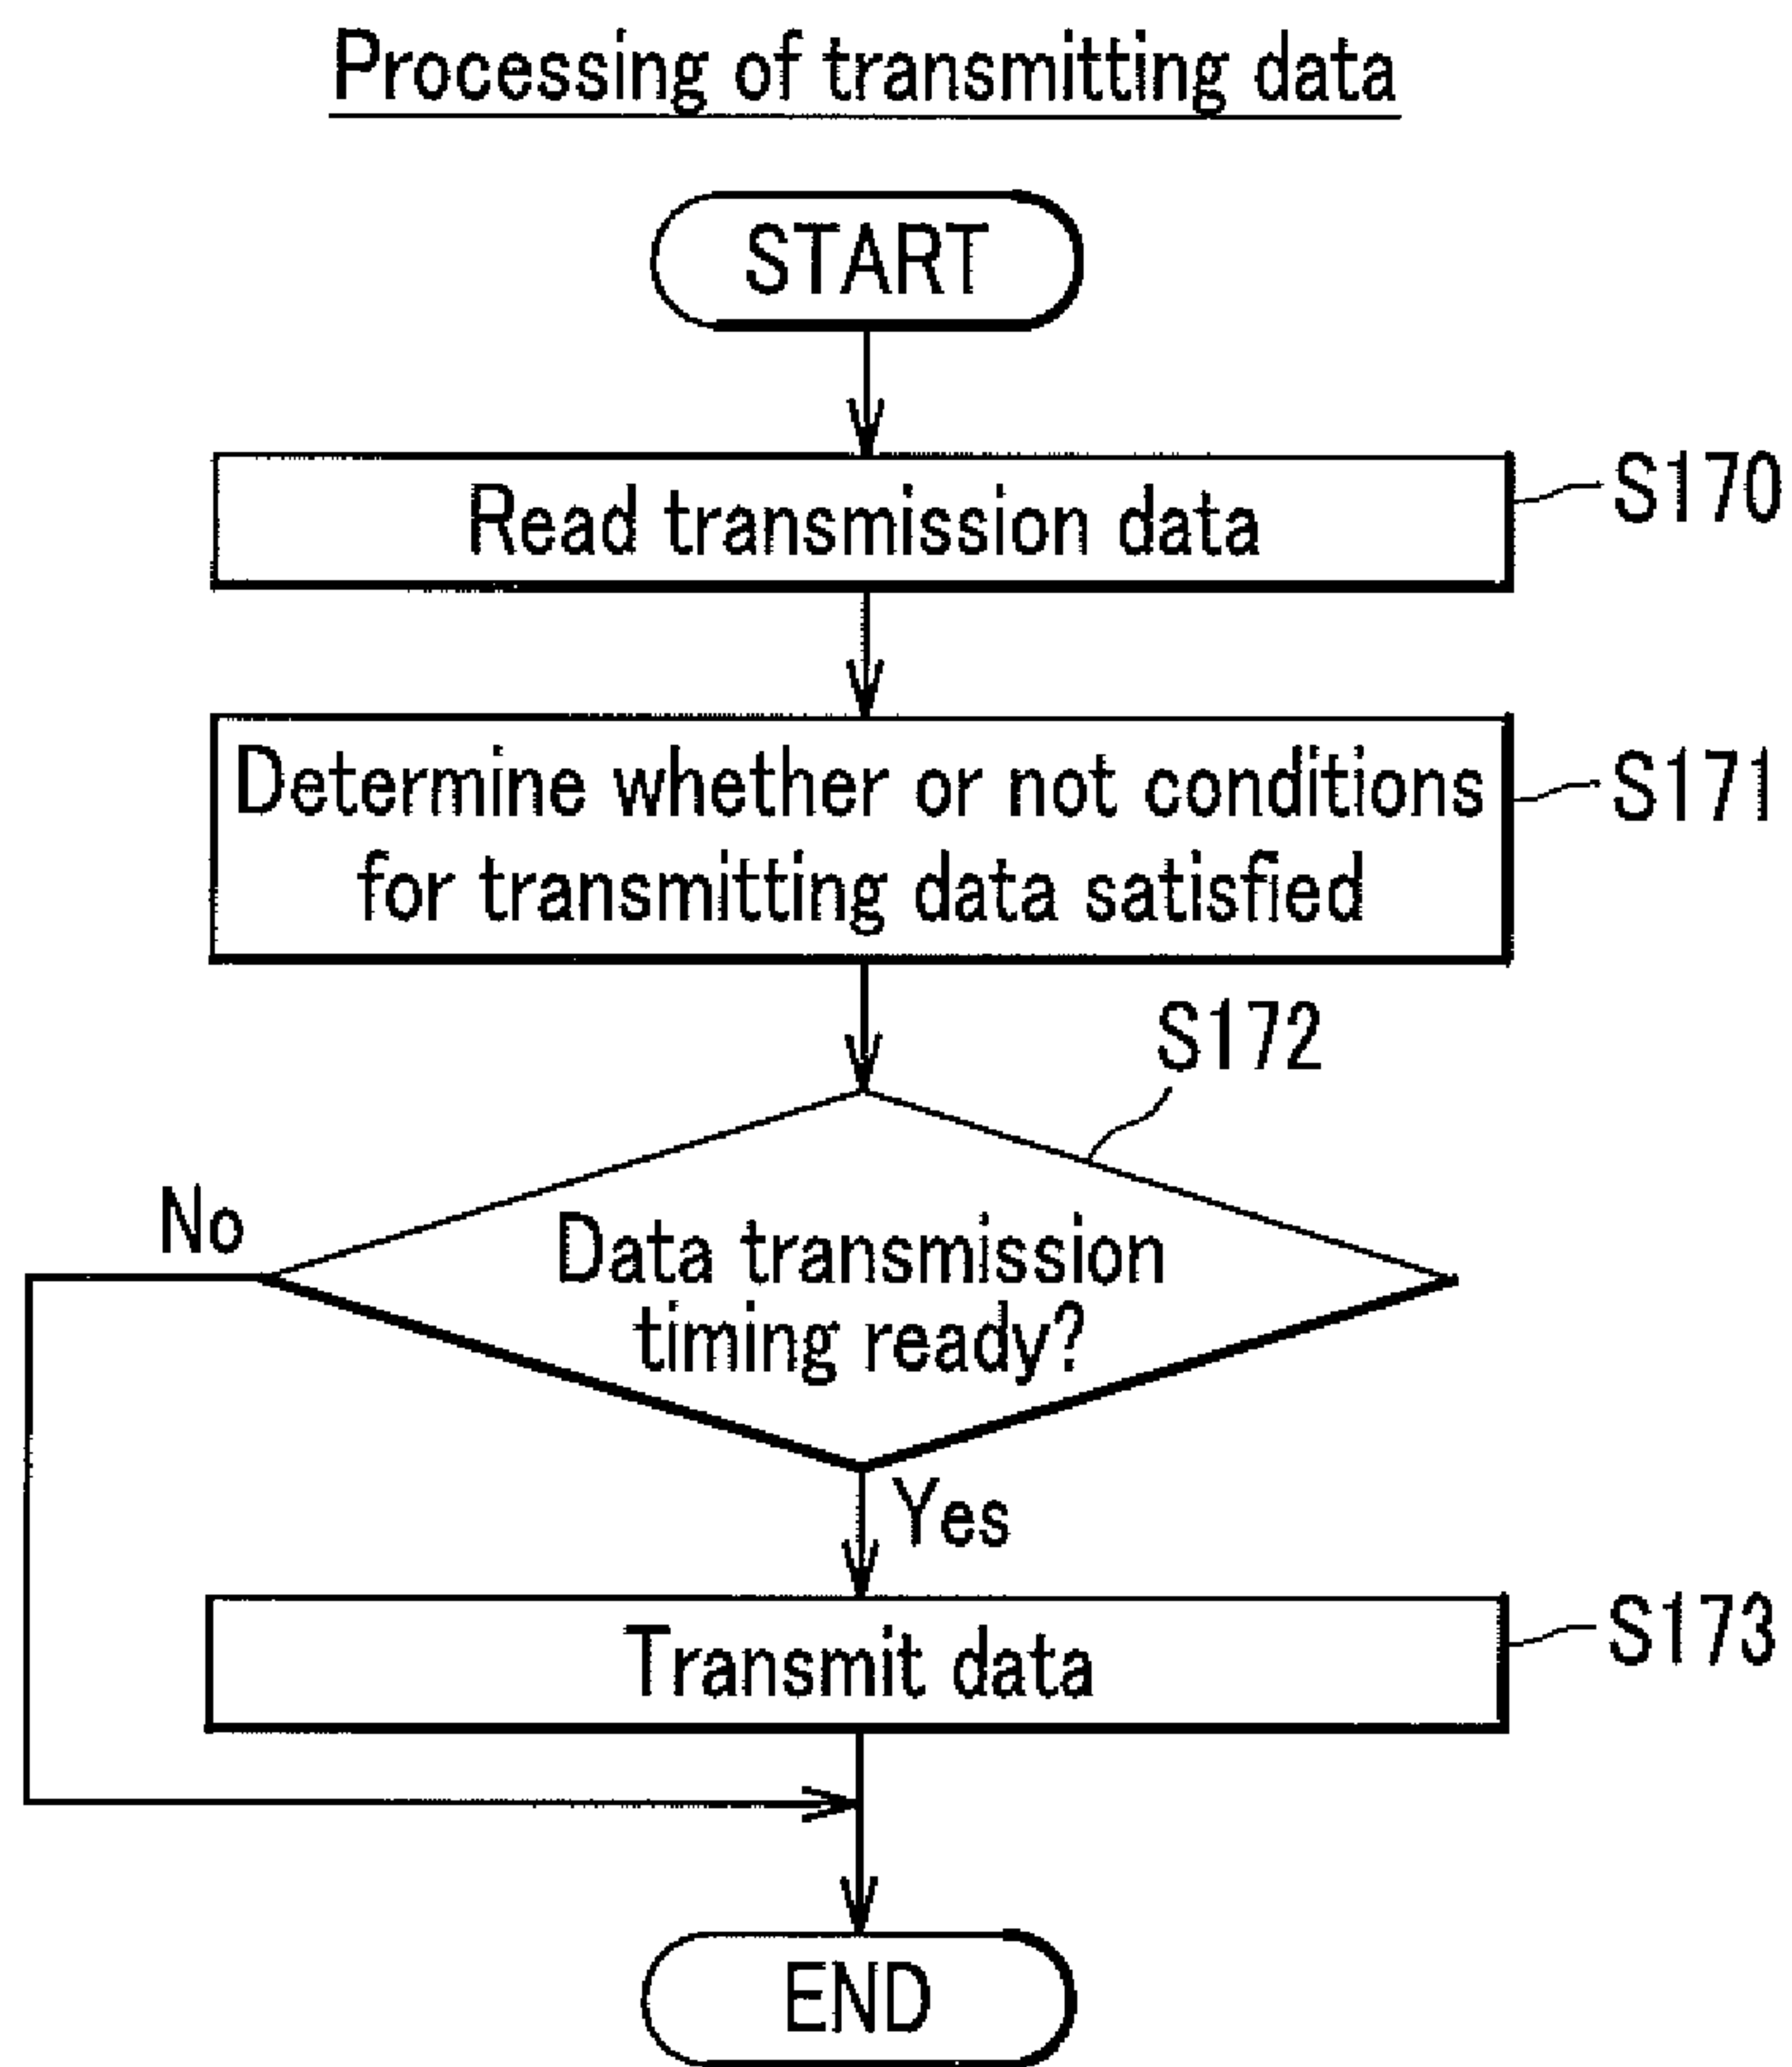 Processing of transmitting data
START
Read transmission data
S170
Determine whether or not conditions
for transmitting data satisfied
S171
S172
No
Data transmission
timing ready?
Yes
Transmit data
S173
END